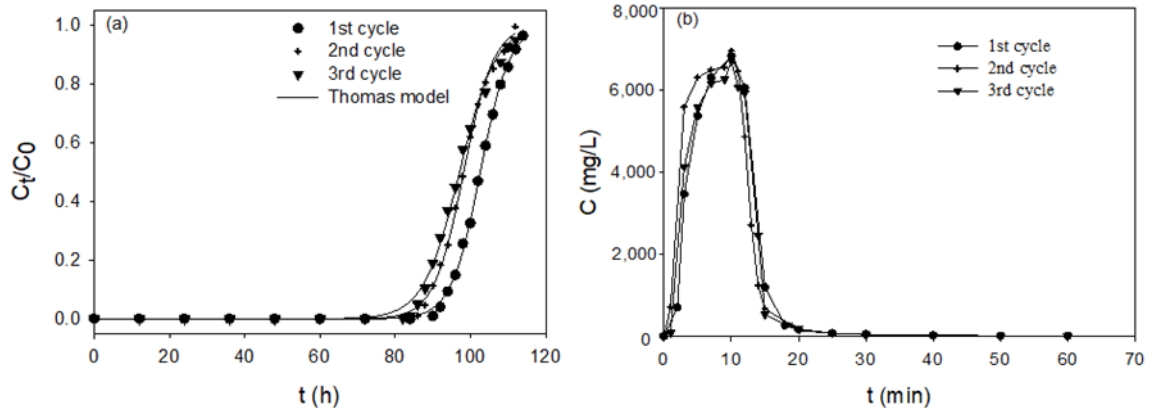 (a)
1st cycle
2nd cycle
3rd cycle
Thomas model
1.0
0.8
0.6
0.4
0.2
0.0
Ct/C0
0 20 40 60 80 100 120
t (h)
(b)
1st cycle
2nd cycle
3rd cycle
8,000
6,000
4,000
2,000
0
C (mg/L)
0 10 20 30 40 50 60 70
t (min)